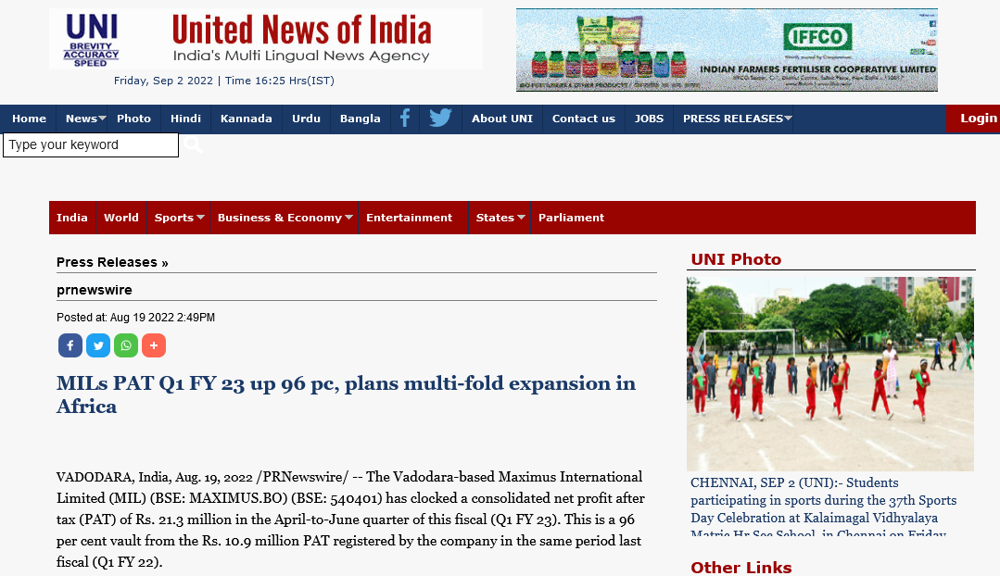 UNI
BREVITY
ACCURACY
SPEED
United News of India
India's Multi Lingual News Agency
Friday, Sep 2 2022 | Time 16:25 Hrs(IST)
IFFCO
INDIAN FARMERS FERTILISER COOPERATIVE LIMITED
Home News Photo Hindi Kannada Urdu Bangla About UNI Contact us JOBS PRESS RELEASES Login
Type your keyword
India World Sports Business & Economy Entertainment States Parliament
Press Releases »
prnewswire
Posted at: Aug 19 2022 2:49PM
MILs PAT Q1 FY 23 up 96 pc, plans multi-fold expansion in
Africa
VADODARA, India, Aug. 19, 2022 /PRNewswire/ -- The Vadodara-based Maximus International
Limited (MIL) (BSE: MAXIMUS.BO) (BSE: 540401) has clocked a consolidated net profit after
tax (PAT) of Rs. 21.3 million in the April-to-June quarter of this fiscal (Q1 FY 23). This is a 96
per cent vault from the Rs. 10.9 million PAT registered by the company in the same period last
fiscal (Q1 FY 22).
UNI Photo
CHENNAI, SEP 2 (UNI):- Students
participating in sports during the 37th Sports
Day Celebration at Kalaimagal Vidhyalaya
Matric Hr Sec School, in Chennai on Friday
Other Links